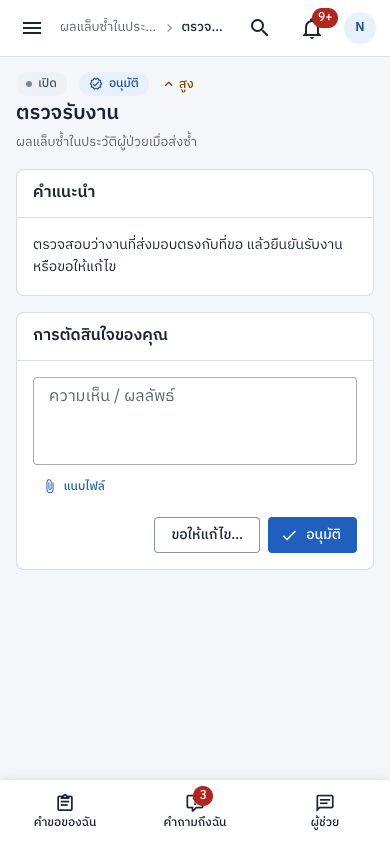 ผลแล็บซ้ำในประ... > ตรวจ...
9+
N
เปิด
อนุมัติ
สูง
ตรวจรับงาน
ผลแล็บซ้ำในประวัติผู้ป่วยเมื่อส่งซ้ำ
คำแนะนำ
ตรวจสอบว่างานที่ส่งมอบตรงกับที่ขอ แล้วยืนยันรับงาน
หรือขอให้แก้ไข
การตัดสินใจของคุณ
ความเห็น / ผลลัพธ์
แนบไฟล์
ขอให้แก้ไข...
อนุมัติ
3
คำขอของฉัน
คำถามถึงฉัน
ผู้ช่วย